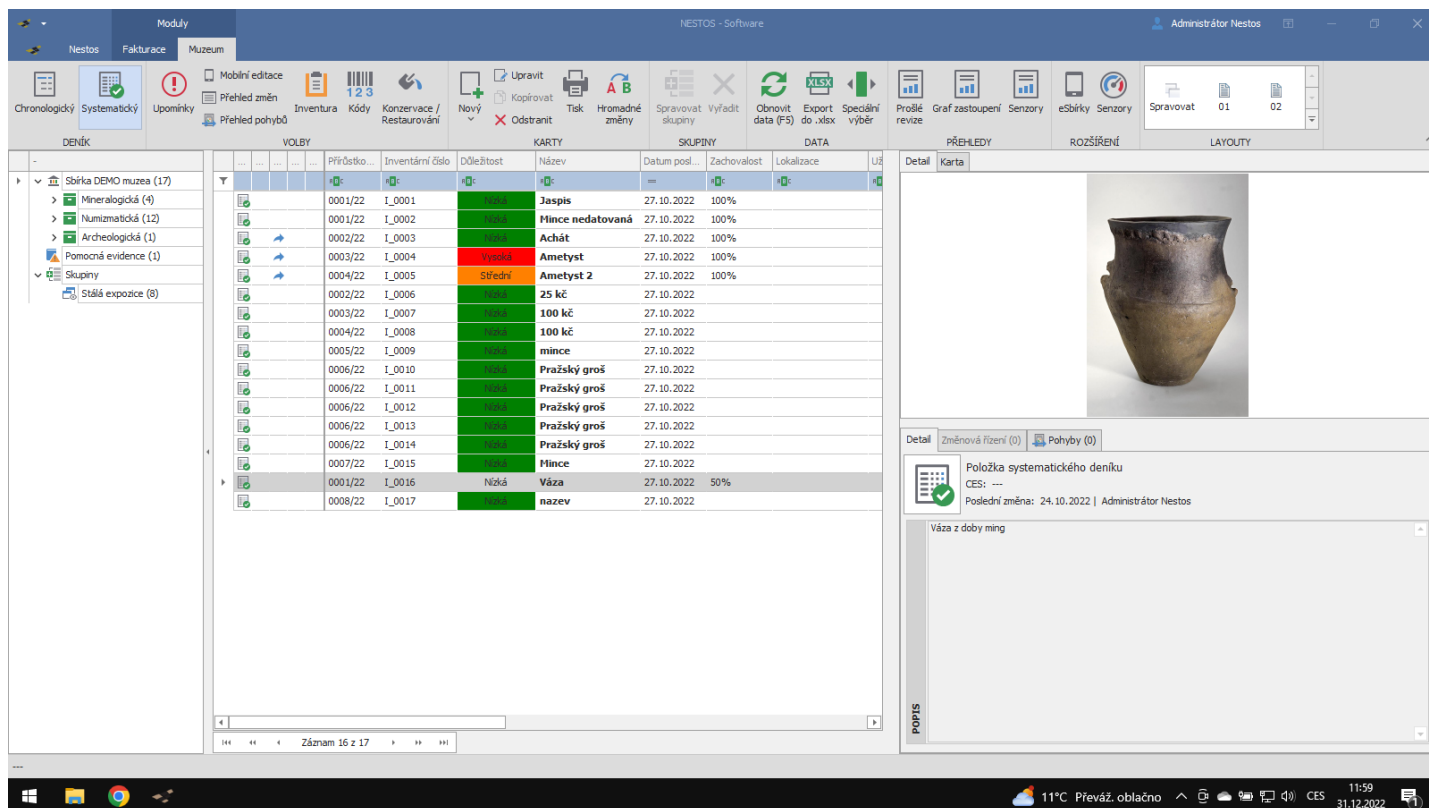 Moduly
NESTOS - Software
Administrátor Nestos
Nestos Fakturace Muzeum
Chronologický Systematický
DENÍK
Upomínky
Mobilní editace
Přehled změn
Přehled pohybů
Inventura
123
Kódy
Konzervace / Restaurování
VOLBY
Nový
Upravit
Kopírovat
Odstranit
Tisk
A B
Hromadné změny
KARTY
Spravovat skupiny
Vyřadit
SKUPINY
Obnovit data (F5)
XLSX
Export do .xlsx
Speciální výběr
DATA
Prošlé revize
Graf zastoupení
Senzory
PŘEHLEDY
eSbírky
Senzory
ROZŠÍŘENÍ
Spravovat 01 02
LAYOUTY
-
Sbírka DEMO muzea (17)
Mineralogická (4)
Numizmatická (12)
Archeologická (1)
Pomocná evidence (1)
Skupiny
Stálá expozice (8)
... ... ... ... ... Přírůstko... Inventární číslo Důležitost Název Datum posl... Zachovalost Lokalizace Už
0001/22 I_0001 Nízká Jaspis 27.10.2022 100%
0001/22 I_0002 Nízká Mince nedatovaná 27.10.2022 100%
0002/22 I_0003 Nízká Achát 27.10.2022 100%
0003/22 I_0004 Vysoká Ametyst 27.10.2022 100%
0004/22 I_0005 Střední Ametyst 2 27.10.2022 100%
0002/22 I_0006 Nízká 25 kč 27.10.2022
0003/22 I_0007 Nízká 100 kč 27.10.2022
0004/22 I_0008 Nízká 100 kč 27.10.2022
0005/22 I_0009 Nízká mince 27.10.2022
0006/22 I_0010 Nízká Pražský groš 27.10.2022
0006/22 I_0011 Nízká Pražský groš 27.10.2022
0006/22 I_0012 Nízká Pražský groš 27.10.2022
0006/22 I_0013 Nízká Pražský groš 27.10.2022
0006/22 I_0014 Nízká Pražský groš 27.10.2022
0007/22 I_0015 Nízká Mince 27.10.2022
0001/22 I_0016 Nízká Váza 27.10.2022 50%
0008/22 I_0017 Nízká nazev 27.10.2022
Záznam 16 z 17
Detail Karta
Detail Změnová řízení (0) Pohyby (0)
Položka systematického deníku
CES: ---
Poslední změna: 24.10.2022 | Administrátor Nestos
Váza z doby ming
POPIS
---
11°C Převáž. oblačno
CES
11:59
31.12.2022